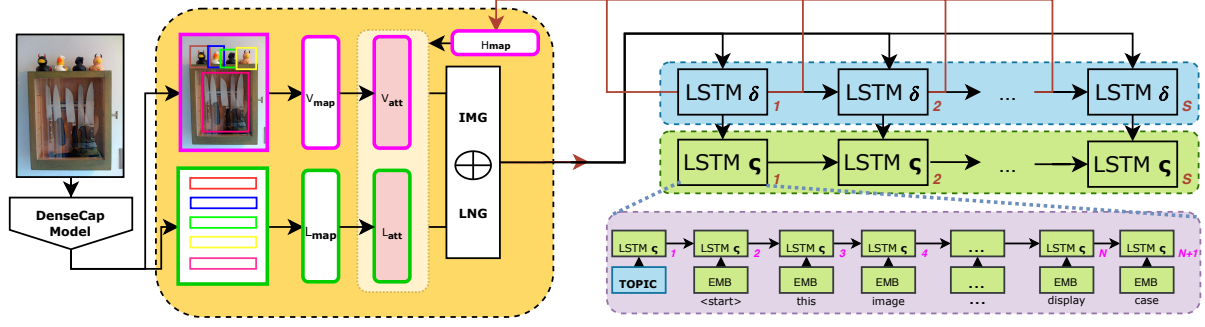 DenseCap
Model
Vmap
Vatt
Hmap
Lmap
Latt
IMG
LNG
LSTM δ
1
LSTM δ
2
...
LSTM δ
S
LSTM ς
1
LSTM ς
2
...
LSTM ς
S
LSTM ς
1
LSTM ς
2
LSTM ς
3
LSTM ς
4
...
LSTM ς
N
LSTM ς
N+1
TOPIC
EMB
EMB
EMB
...
EMB
EMB
<start>
this
image
...
display
case